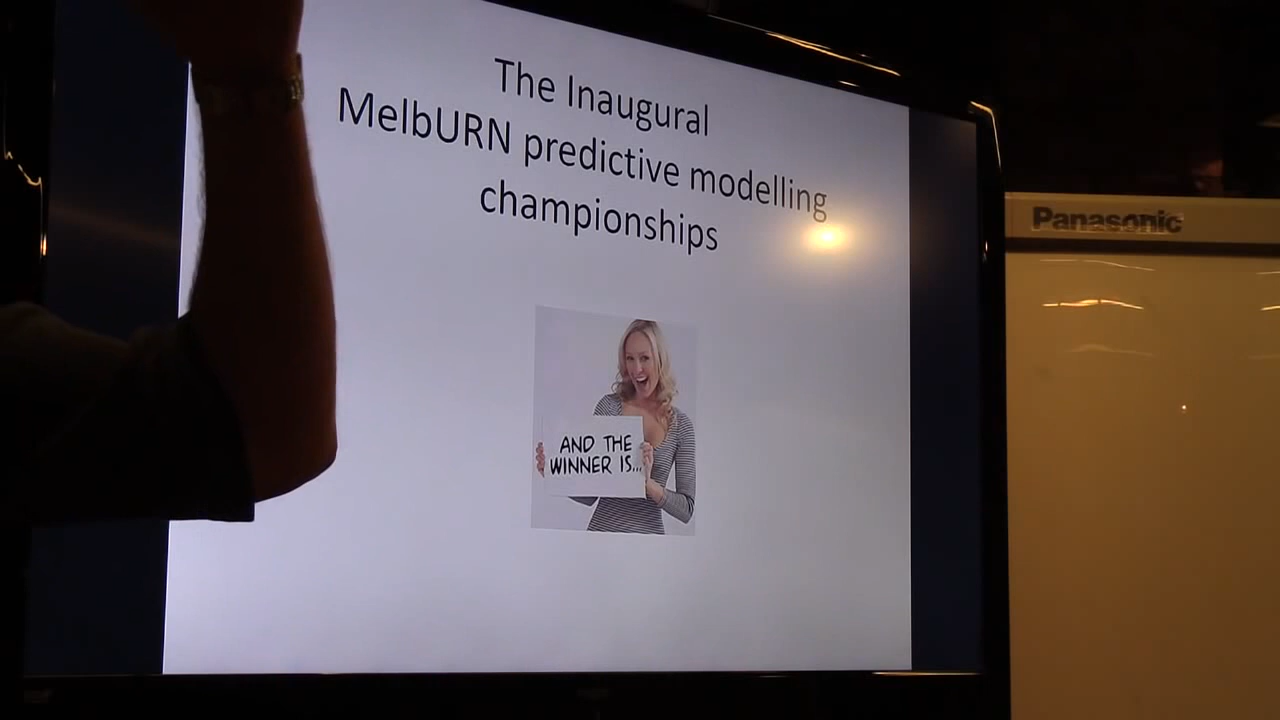 The Inaugural
MelbURN predictive modelling
championships
Panasonic
AND THE
WINNER IS...